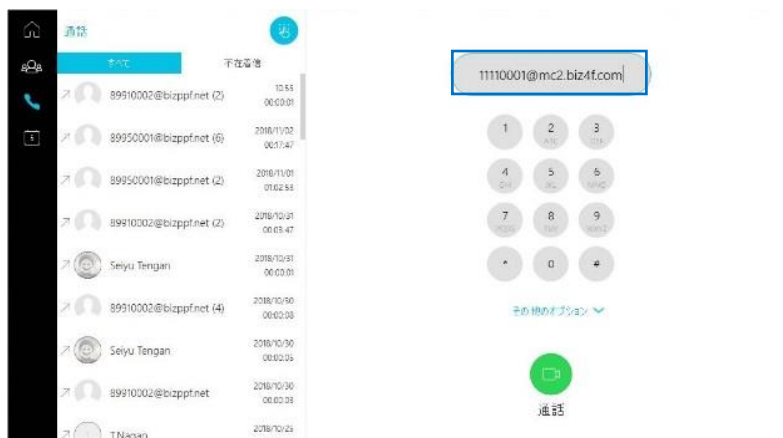 通話
すべて 不在着信
89910002@bizppf.net (2) 10:55
00:00:01
89950001@bizppf.net (6) 2018/11/02
00:17:47
89950001@bizppf.net (2) 2018/11/01
01:02:53
89910002@bizppf.net (2) 2018/10/31
00:03:47
Seiyu Tengan 2018/10/31
00:00:01
89910002@bizppf.net (4) 2018/10/30
00:00:08
Seiyu Tengan 2018/10/30
00:00:05
89910002@bizppf.net 2018/10/30
00:00:03
T.Nagan 2018/10/25
11110001@mc2.biz4f.com
1 2 3
ABC DEF
4 5 6
GHI JKL MNO
7 8 9
PQRS TUV WXYZ
* 0 #
その他のオプション
通話